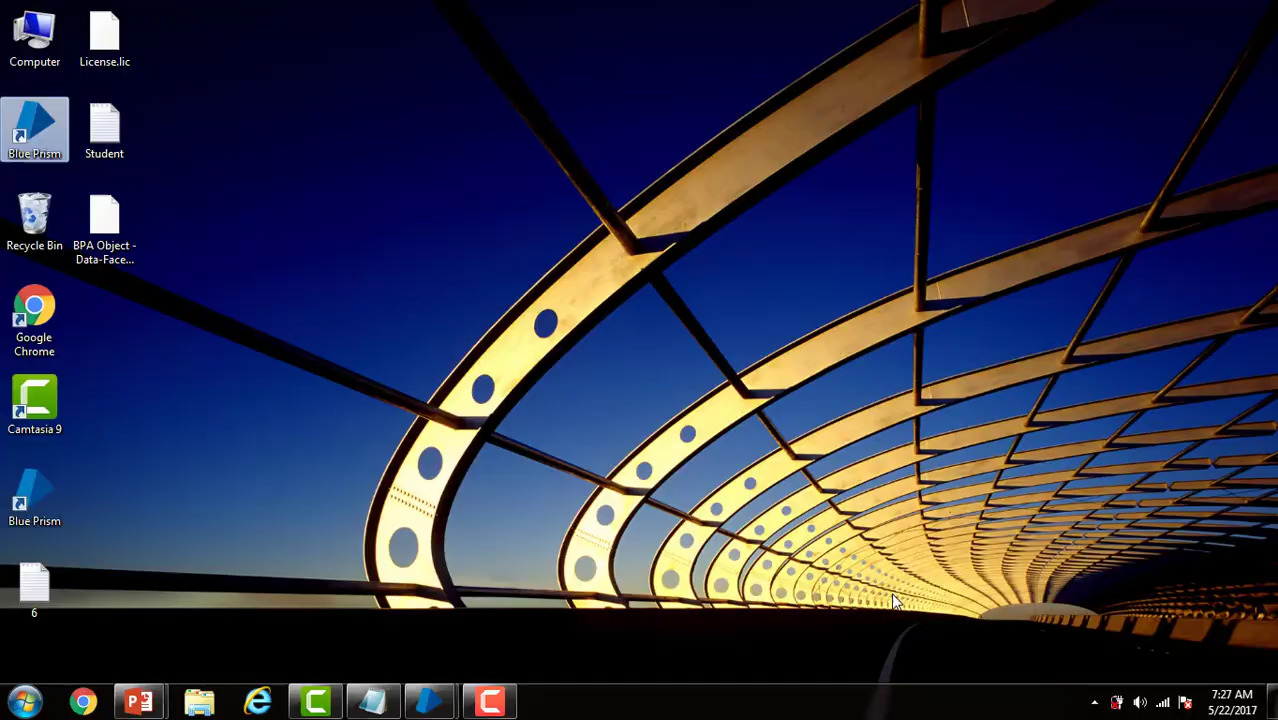 Computer
License.lic
Blue Prism
Student
Recycle Bin
BPA Object -
Data-Face...
Google
Chrome
Camtasia 9
Blue Prism
6
7:27 AM
5/22/2017